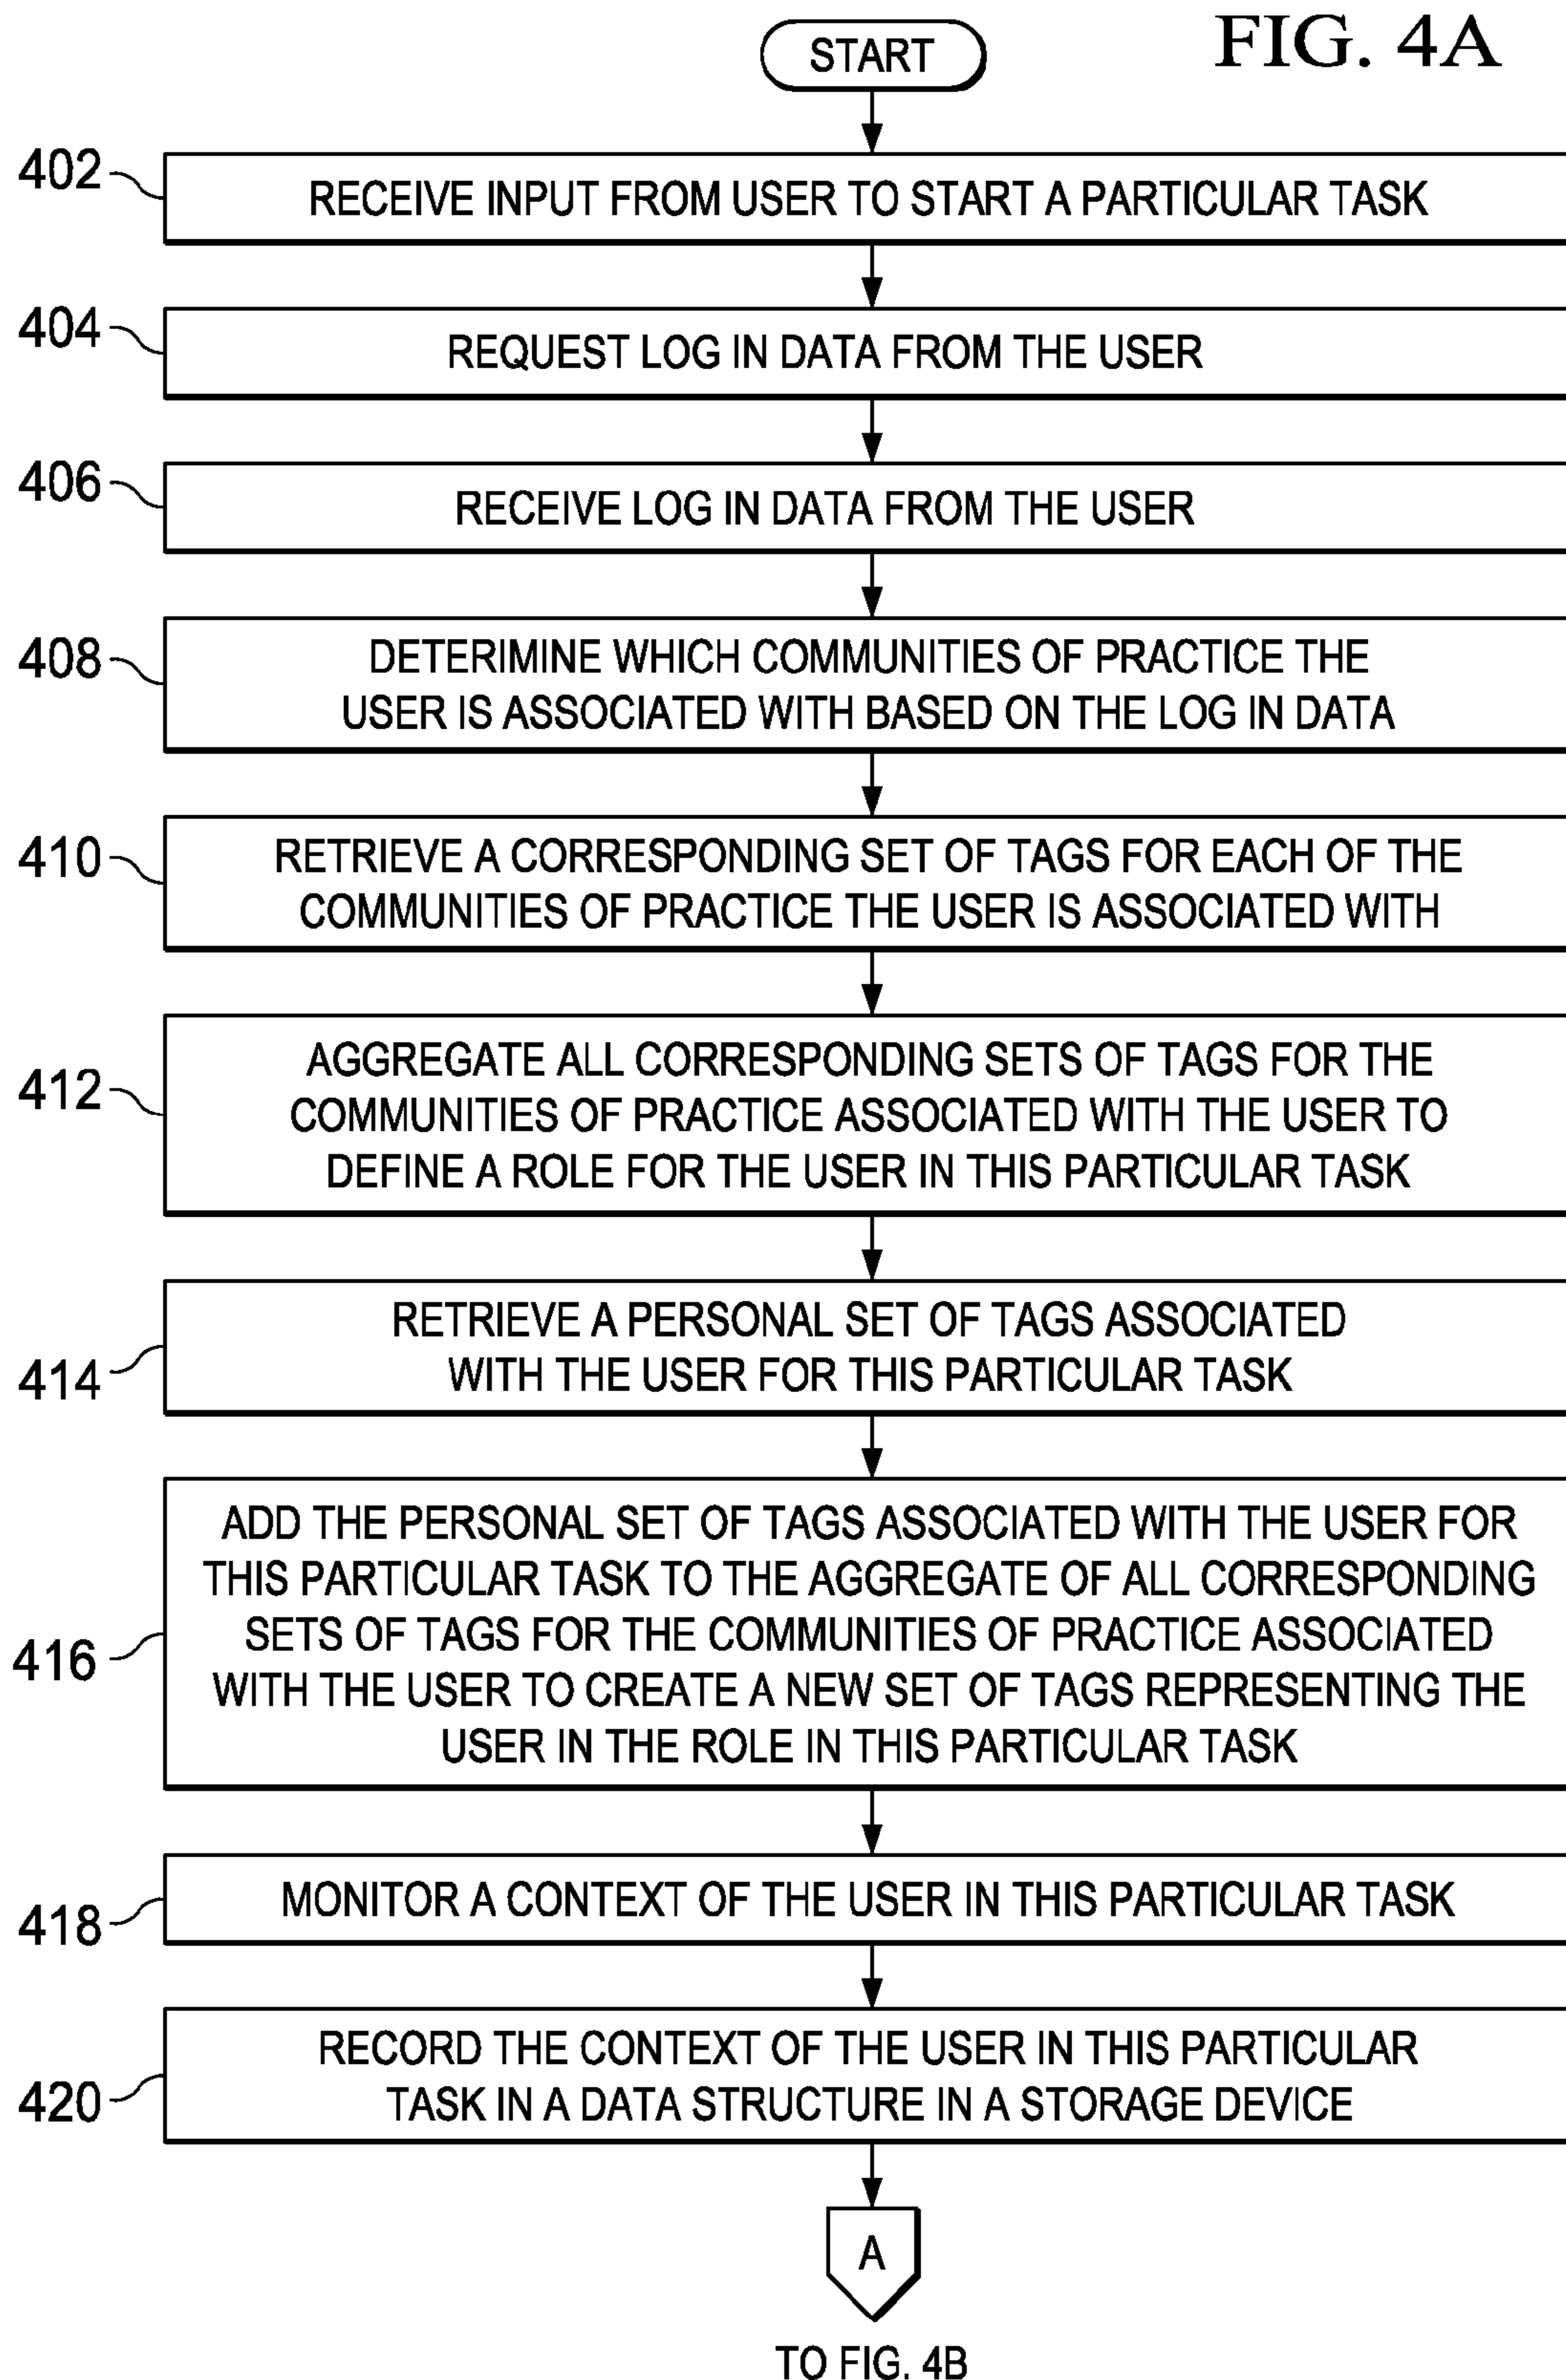 FIG. 4A
START
402
RECEIVE INPUT FROM USER TO START A PARTICULAR TASK
404
REQUEST LOG IN DATA FROM THE USER
406
RECEIVE LOG IN DATA FROM THE USER
408
DETERIMINE WHICH COMMUNITIES OF PRACTICE THE
USER IS ASSOCIATED WITH BASED ON THE LOG IN DATA
410
RETRIEVE A CORRESPONDING SET OF TAGS FOR EACH OF THE
COMMUNITIES OF PRACTICE THE USER IS ASSOCIATED WITH
412
AGGREGATE ALL CORRESPONDING SETS OF TAGS FOR THE
COMMUNITIES OF PRACTICE ASSOCIATED WITH THE USER TO
DEFINE A ROLE FOR THE USER IN THIS PARTICULAR TASK
414
RETRIEVE A PERSONAL SET OF TAGS ASSOCIATED
WITH THE USER FOR THIS PARTICULAR TASK
416
ADD THE PERSONAL SET OF TAGS ASSOCIATED WITH THE USER FOR
THIS PARTICULAR TASK TO THE AGGREGATE OF ALL CORRESPONDING
SETS OF TAGS FOR THE COMMUNITIES OF PRACTICE ASSOCIATED
WITH THE USER TO CREATE A NEW SET OF TAGS REPRESENTING THE
USER IN THE ROLE IN THIS PARTICULAR TASK
418
MONITOR A CONTEXT OF THE USER IN THIS PARTICULAR TASK
420
RECORD THE CONTEXT OF THE USER IN THIS PARTICULAR
TASK IN A DATA STRUCTURE IN A STORAGE DEVICE
A
TO FIG. 4B